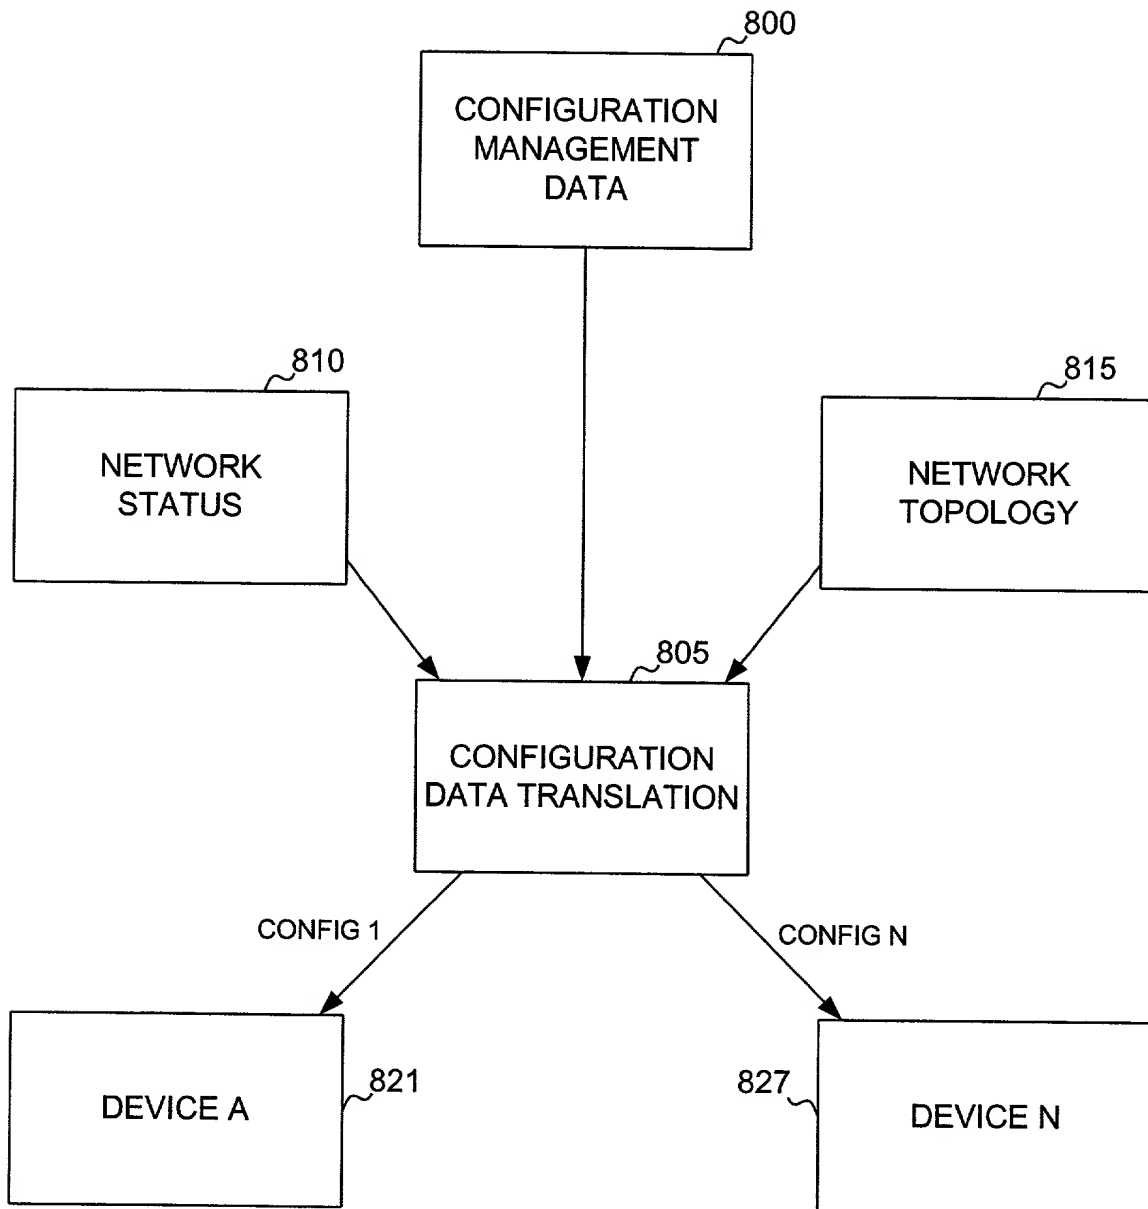 800
CONFIGURATION
MANAGEMENT
DATA
810
NETWORK
STATUS
815
NETWORK
TOPOLOGY
805
CONFIGURATION
DATA TRANSLATION
CONFIG 1
CONFIG N
DEVICE A
821
827
DEVICE N